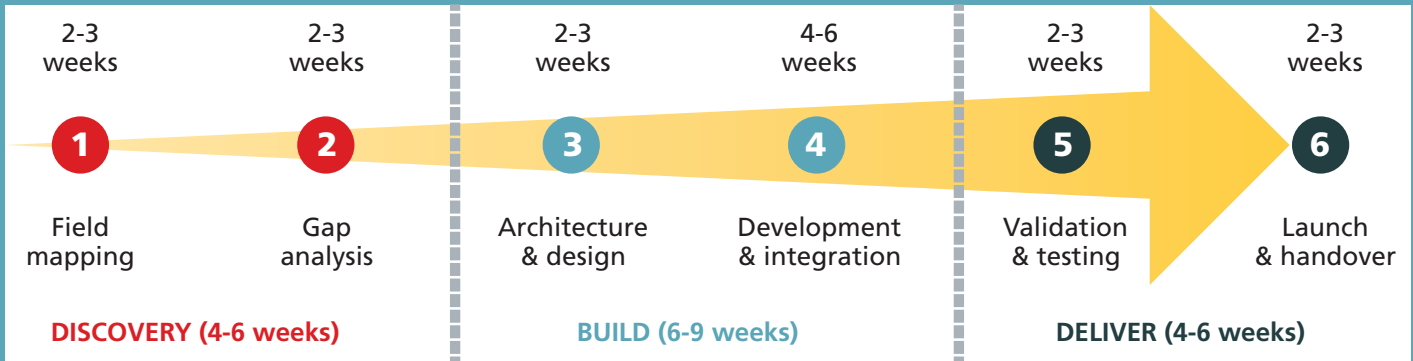 2-3
weeks
2-3
weeks
2-3
weeks
4-6
weeks
2-3
weeks
2-3
weeks
1
2
3
4
5
6
Field
mapping
Gap
analysis
Architecture
& design
Development
& integration
Validation
& testing
Launch
& handover
DISCOVERY (4-6 weeks)
BUILD (6-9 weeks)
DELIVER (4-6 weeks)